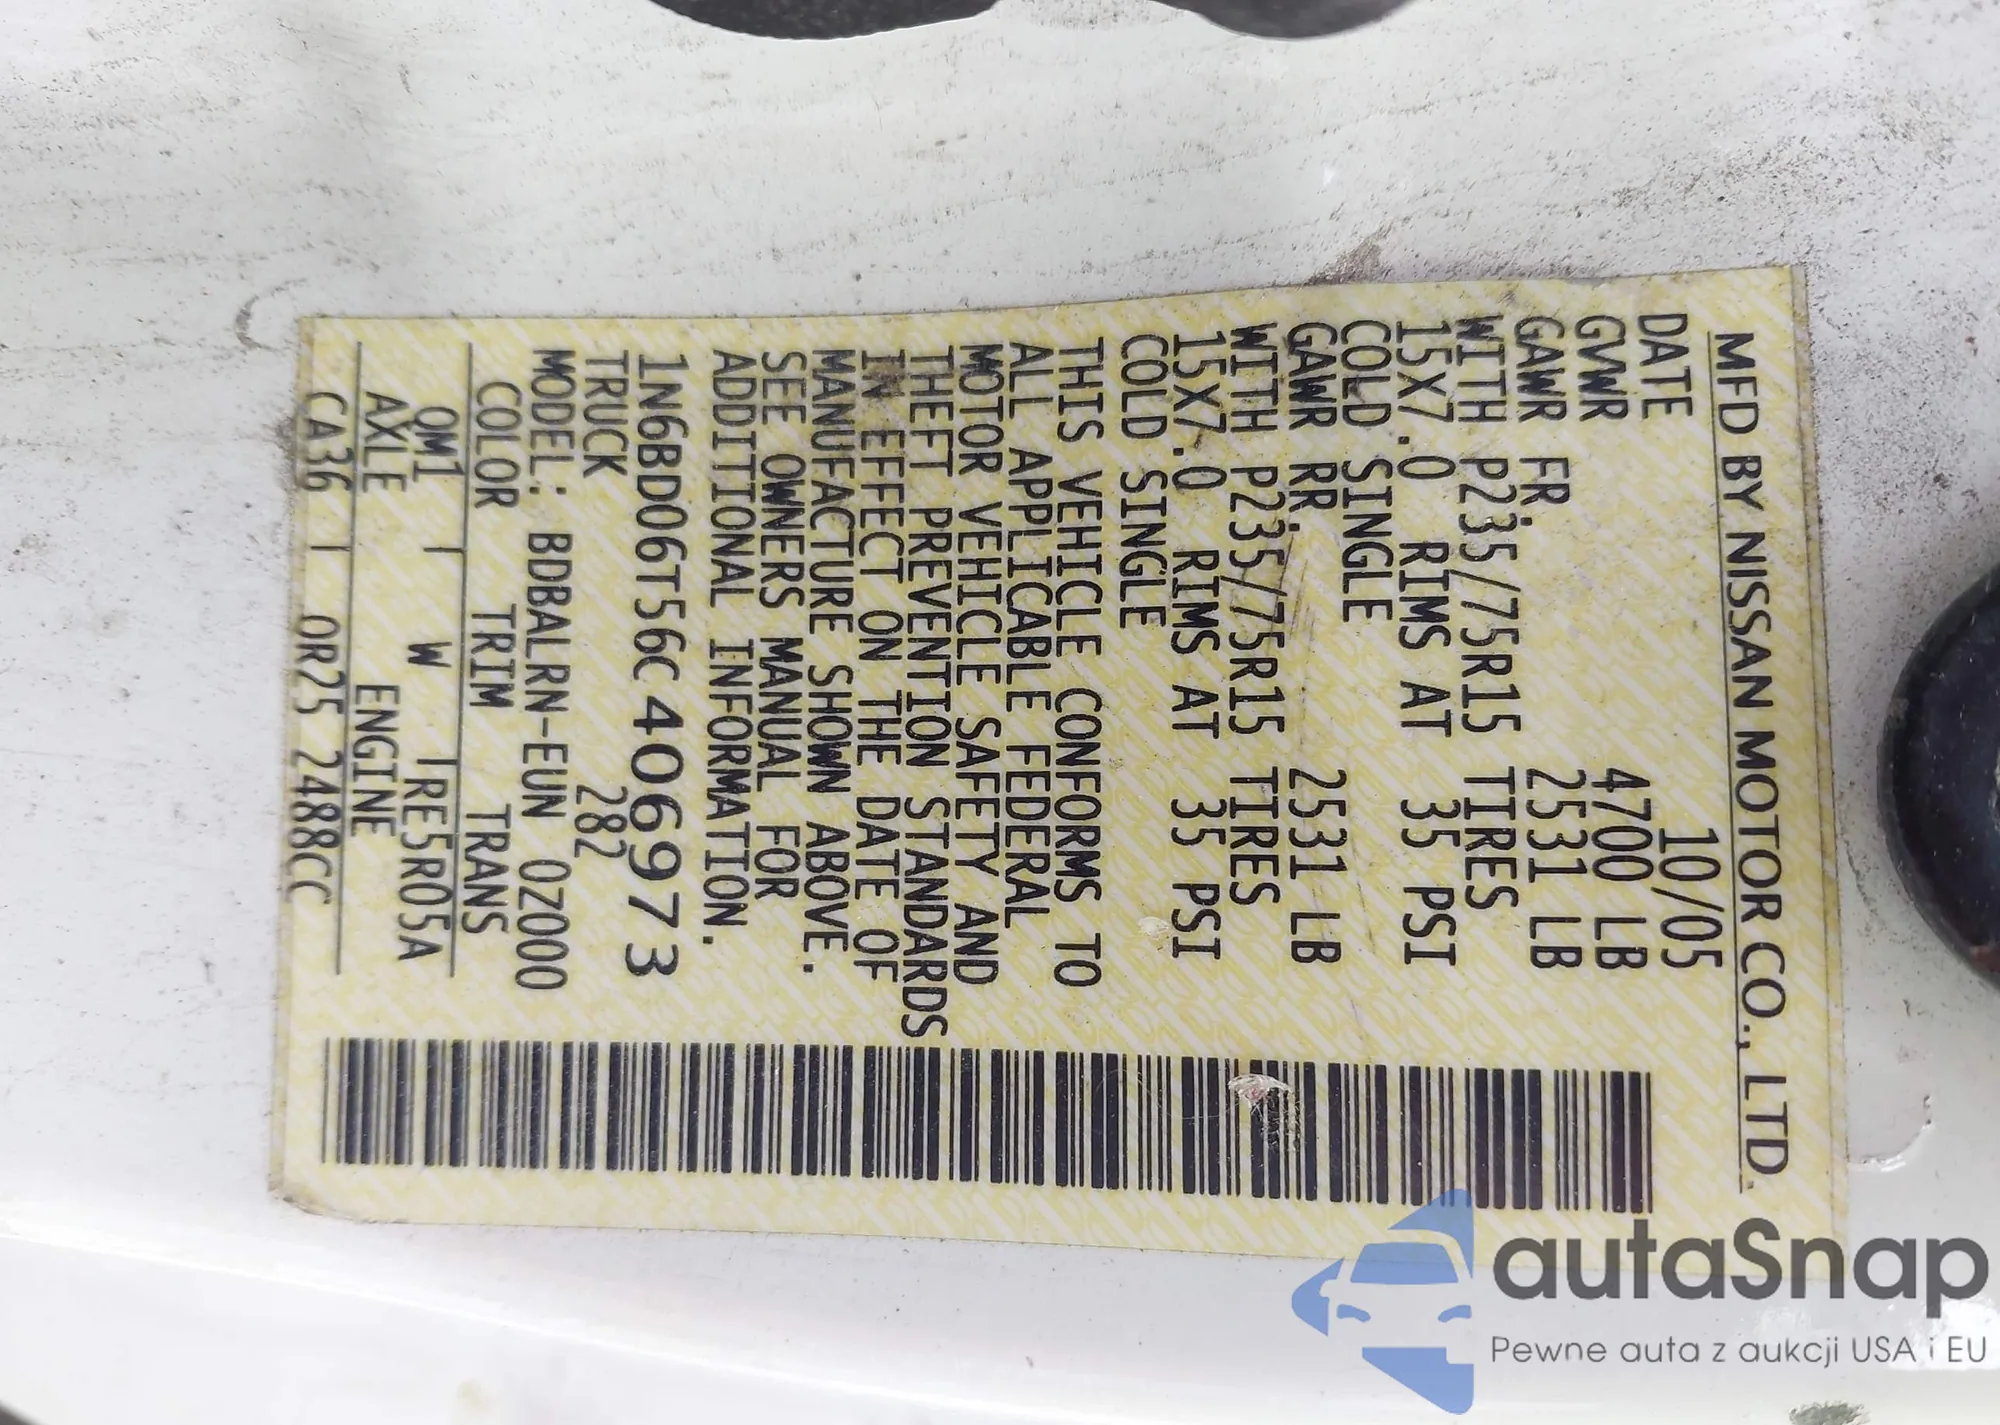 MFD BY NISSAN MOTOR CO., LTD.
DATE 10/05
GVWR 4700 LB
GAWR FR. 2531 LB
WITH P235/75R15 TIRES
15X7.0 RIMS AT 35 PSI
COLD SINGLE
GAWR RR. 2531 LB
WITH P235/75R15 TIRES
15X7.0 RIMS AT 35 PSI
COLD SINGLE
THIS VEHICLE CONFORMS TO
ALL APPLICABLE FEDERAL
MOTOR VEHICLE SAFETY AND
THEFT PREVENTION STANDARDS
IN EFFECT ON THE DATE OF
MANUFACTURE SHOWN ABOVE.
SEE OWNERS MANUAL FOR
ADDITIONAL INFORMATION.
1N6BD06T56C406973
TRUCK 282
MODEL: BDBALRN-EUN 0Z000
COLOR TRIM TRANS
QM1 W RE5R05A
AXLE ENGINE
CA36 QR25 2488CC
autaSnap
Pewne auta z aukcji USA i EU